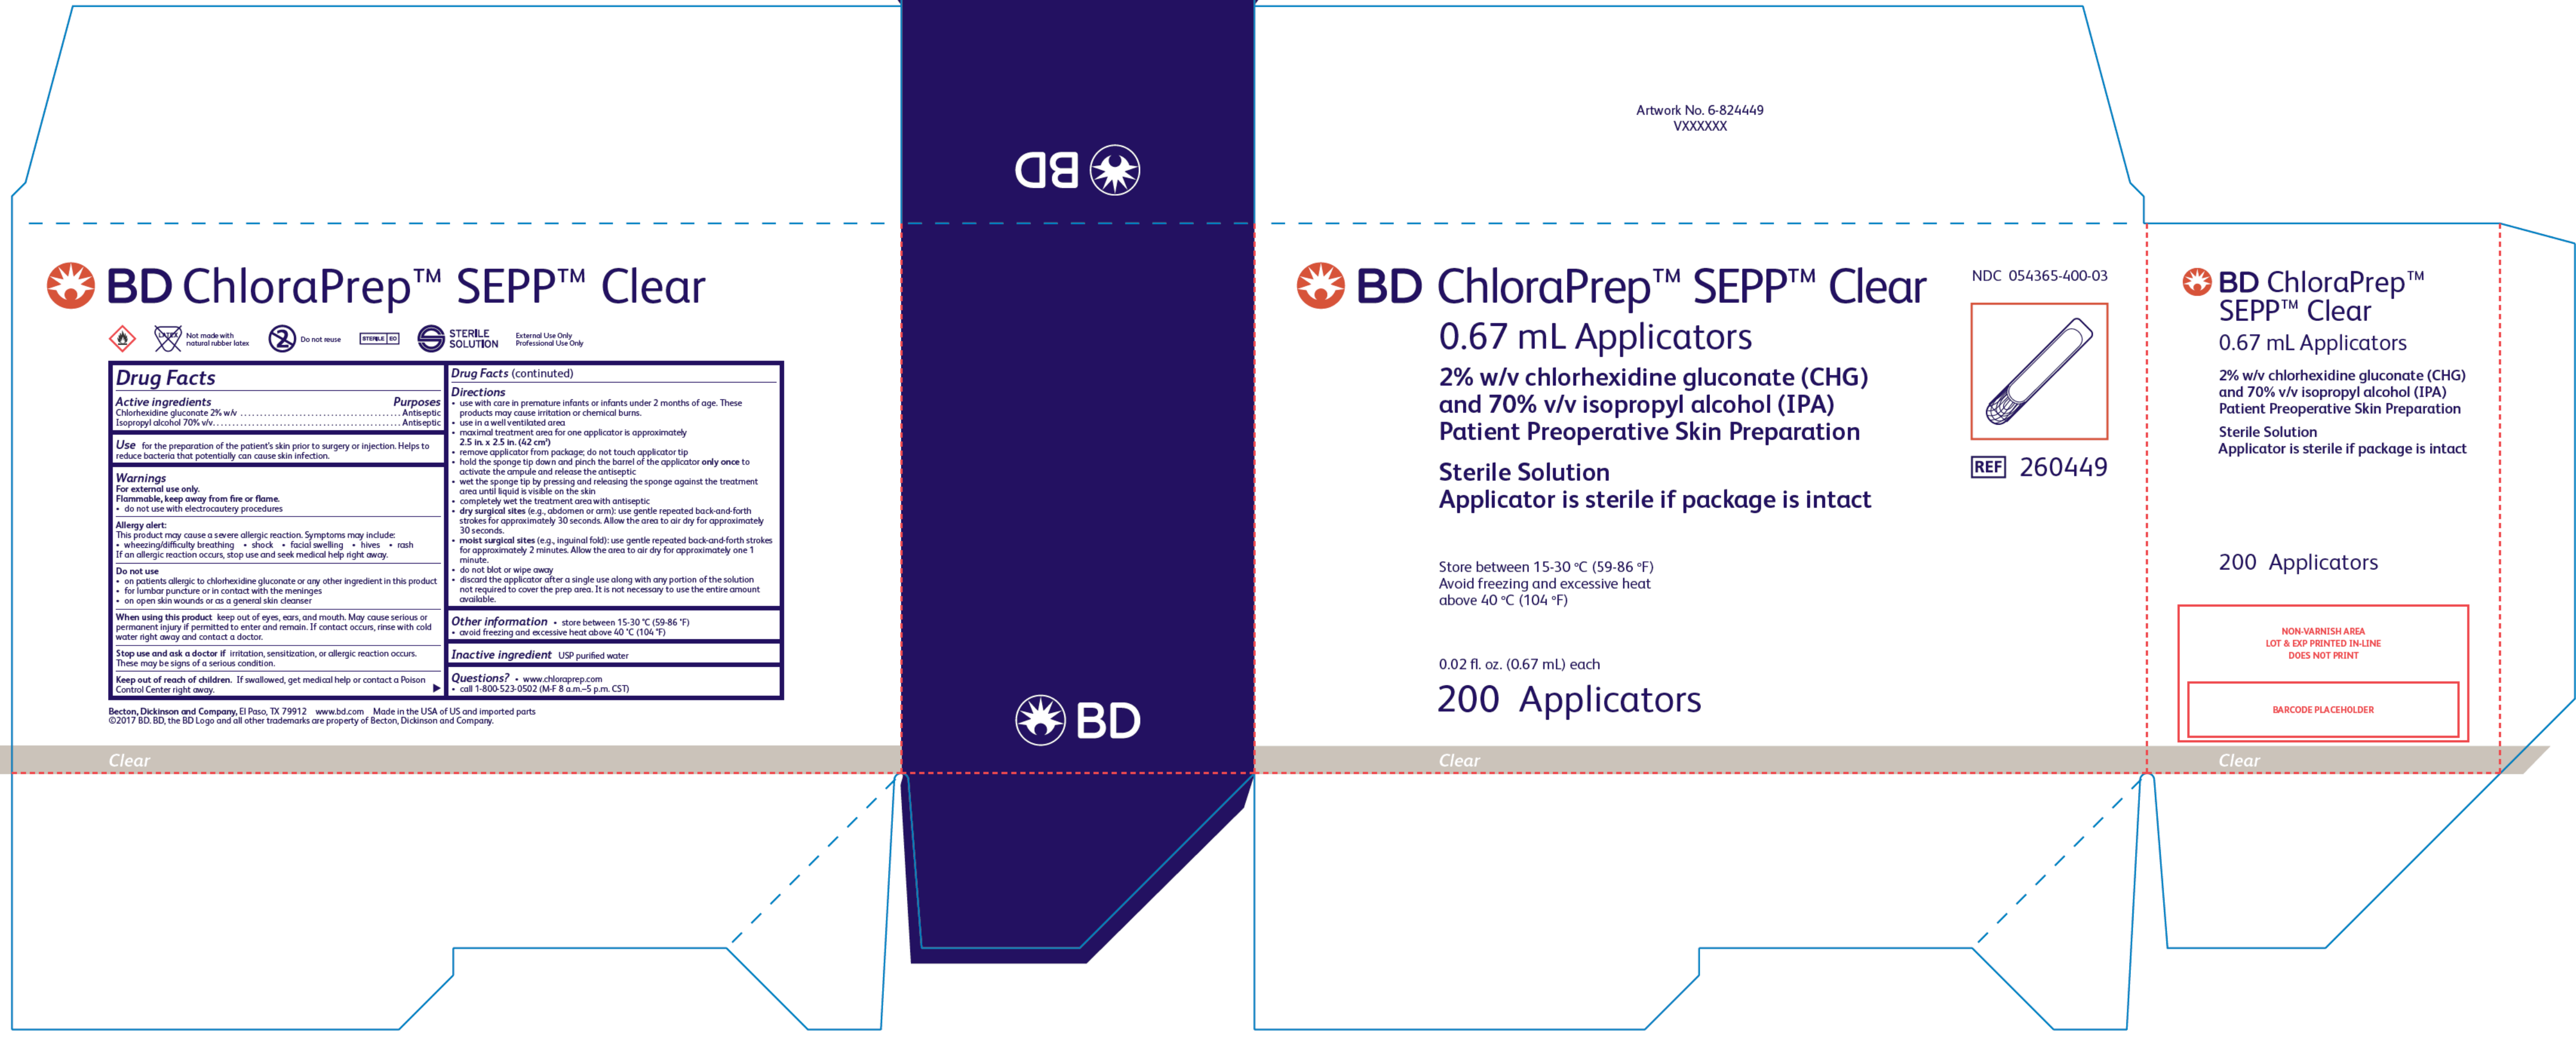 BD ChloraPrep™ SEPP™ Clear
LATEX
Not made with
natural rubber latex
2
Do not reuse
STERILE EO
STERILE
SOLUTION
External Use Only
Professional Use Only
Drug Facts
Active ingredients Purposes
Chlorhexidine gluconate 2% w/v ........................................ Antiseptic
Isopropyl alcohol 70% v/v............................................... Antiseptic
Use for the preparation of the patient's skin prior to surgery or injection. Helps to
reduce bacteria that potentially can cause skin infection.
Warnings
For external use only.
Flammable, keep away from fire or flame.
• do not use with electrocautery procedures
Allergy alert:
This product may cause a severe allergic reaction. Symptoms may include:
• wheezing/difficulty breathing • shock • facial swelling • hives • rash
If an allergic reaction occurs, stop use and seek medical help right away.
Do not use
• on patients allergic to chlorhexidine gluconate or any other ingredient in this product
• for lumbar puncture or in contact with the meninges
• on open skin wounds or as a general skin cleanser
When using this product keep out of eyes, ears, and mouth. May cause serious or
permanent injury if permitted to enter and remain. If contact occurs, rinse with cold
water right away and contact a doctor.
Stop use and ask a doctor if irritation, sensitization, or allergic reaction occurs.
These may be signs of a serious condition.
Keep out of reach of children. If swallowed, get medical help or contact a Poison
Control Center right away.
Drug Facts (continuted)
Directions
• use with care in premature infants or infants under 2 months of age. These
products may cause irritation or chemical burns.
• use in a well ventilated area
• maximal treatment area for one applicator is approximately
2.5 in. x 2.5 in. (42 cm²)
• remove applicator from package; do not touch applicator tip
• hold the sponge tip down and pinch the barrel of the applicator only once to
activate the ampule and release the antiseptic
• wet the sponge tip by pressing and releasing the sponge against the treatment
area until liquid is visible on the skin
• completely wet the treatment area with antiseptic
• dry surgical sites (e.g., abdomen or arm): use gentle repeated back-and-forth
strokes for approximately 30 seconds. Allow the area to air dry for approximately
30 seconds.
• moist surgical sites (e.g., inguinal fold): use gentle repeated back-and-forth strokes
for approximately 2 minutes. Allow the area to air dry for approximately one 1
minute.
• do not blot or wipe away
• discard the applicator after a single use along with any portion of the solution
not required to cover the prep area. It is not necessary to use the entire amount
available.
Other information • store between 15-30 °C (59-86 °F)
• avoid freezing and excessive heat above 40 °C (104 °F)
Inactive ingredient USP purified water
Questions? • www.chloraprep.com
• call 1-800-523-0502 (M-F 8 a.m.–5 p.m. CST)
Becton, Dickinson and Company, El Paso, TX 79912 www.bd.com Made in the USA of US and imported parts
©2017 BD. BD, the BD Logo and all other trademarks are property of Becton, Dickinson and Company.
Clear
BD
BD
Artwork No. 6-824449
VXXXXXX
BD ChloraPrep™ SEPP™ Clear
0.67 mL Applicators
2% w/v chlorhexidine gluconate (CHG)
and 70% v/v isopropyl alcohol (IPA)
Patient Preoperative Skin Preparation
Sterile Solution
Applicator is sterile if package is intact
Store between 15-30 °C (59-86 °F)
Avoid freezing and excessive heat
above 40 °C (104 °F)
0.02 fl. oz. (0.67 mL) each
200 Applicators
Clear
NDC 054365-400-03
REF 260449
BD ChloraPrep™
SEPP™ Clear
0.67 mL Applicators
2% w/v chlorhexidine gluconate (CHG)
and 70% v/v isopropyl alcohol (IPA)
Patient Preoperative Skin Preparation
Sterile Solution
Applicator is sterile if package is intact
200 Applicators
NON-VARNISH AREA
LOT & EXP PRINTED IN-LINE
DOES NOT PRINT
BARCODE PLACEHOLDER
Clear